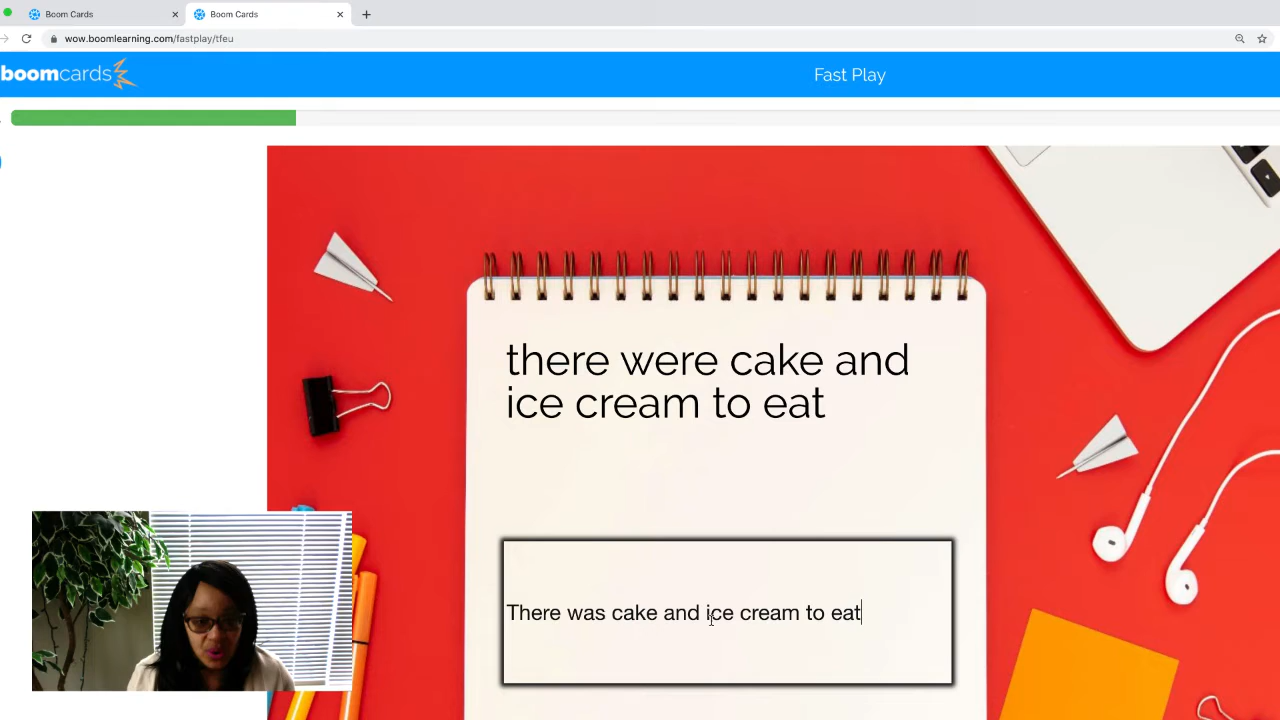 Boom Cards
Boom Cards
wow.boomlearning.com/fastplay/tfeu
boomcards
Fast Play
there were cake and
ice cream to eat
There was cake and ice cream to eat